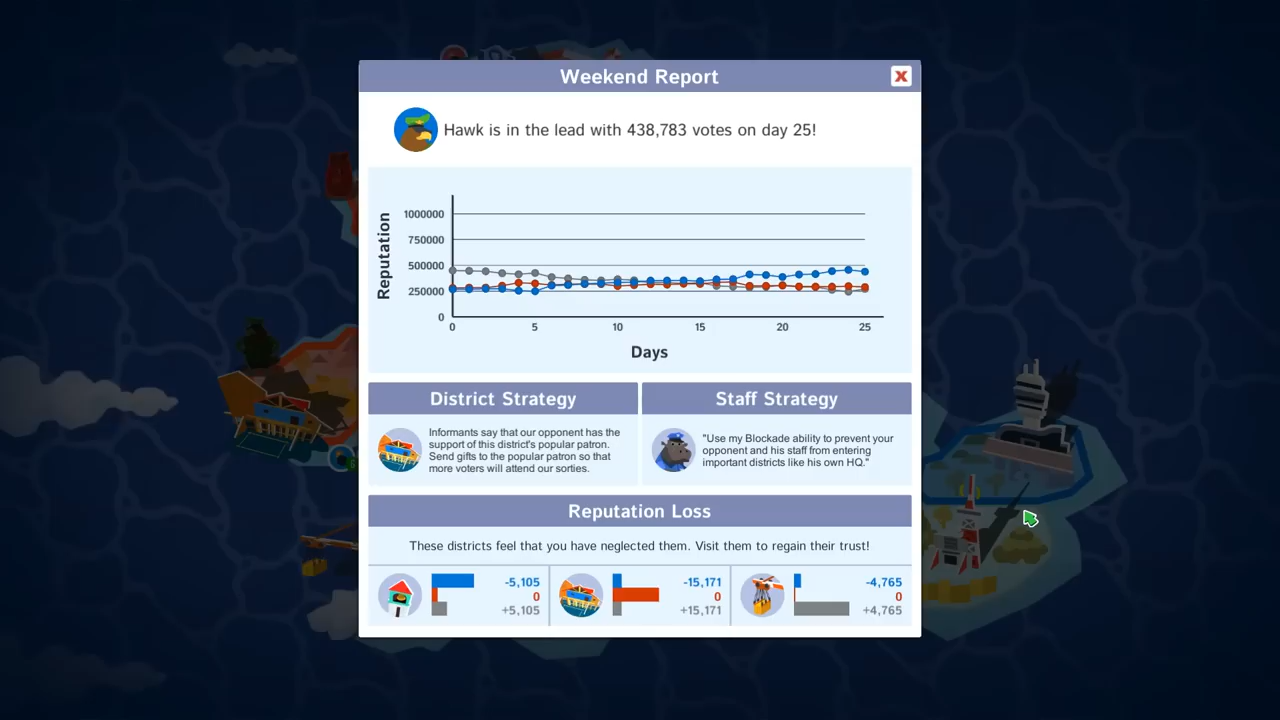 Weekend Report
X
Hawk is in the lead with 438,783 votes on day 25!
Reputation
1000000
750000
500000
250000
0
0 5 10 15 20 25
Days
District Strategy
Informants say that our opponent has the
support of this district's popular patron.
Send gifts to the popular patron so that
more voters will attend our sorties.
Staff Strategy
"Use my Blockade ability to prevent your
opponent and his staff from entering
important districts like his own HQ."
Reputation Loss
These districts feel that you have neglected them. Visit them to regain their trust!
-5,105
0
+5,105
-15,171
0
+15,171
-4,765
0
+4,765